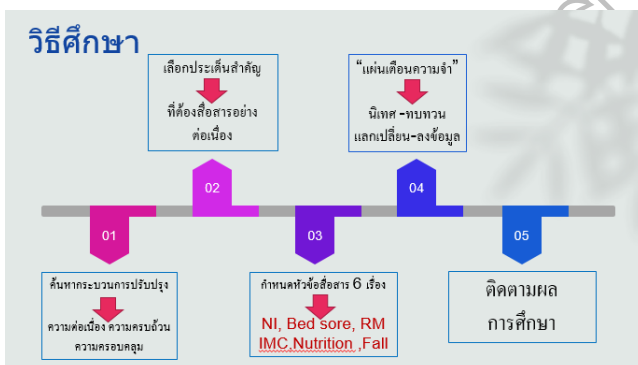 วิธีศึกษา
เลือกประเด็นสำคัญ
ที่ต้องสื่อสารอย่าง
ต่อเนื่อง
“แผ่นเตือนความจำ”
นิเทศ -ทบทวน
แลกเปลี่ยน-ลงข้อมูล
02
04
01
03
05
ค้นหากระบวนการปรับปรุง
ความต่อเนื่อง ความครบถ้วน
ความครอบคลุม
กำหนดหัวข้อสื่อสาร 6 เรื่อง
NI, Bed sore, RM
IMC,Nutrition ,Fall
ติดตามผล
การศึกษา